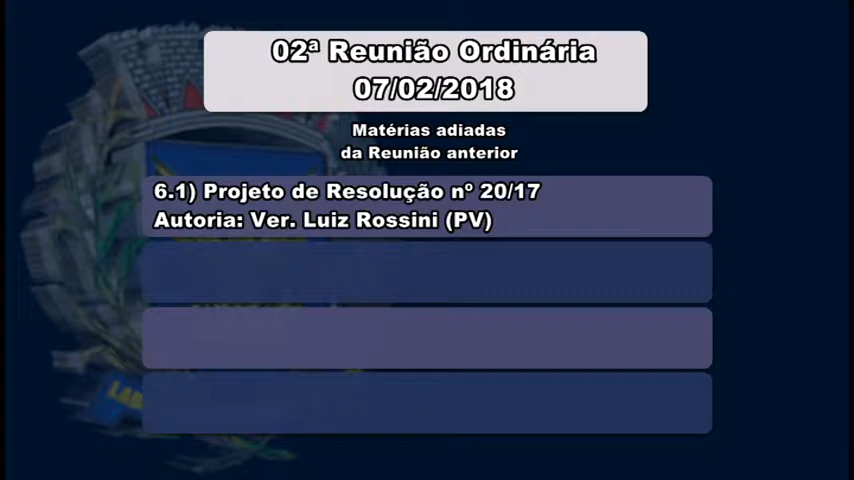 02ª Reunião Ordinária
07/02/2018
Matérias adiadas
da Reunião anterior
6.1) Projeto de Resolução nº 20/17
Autoria: Ver. Luiz Rossini (PV)